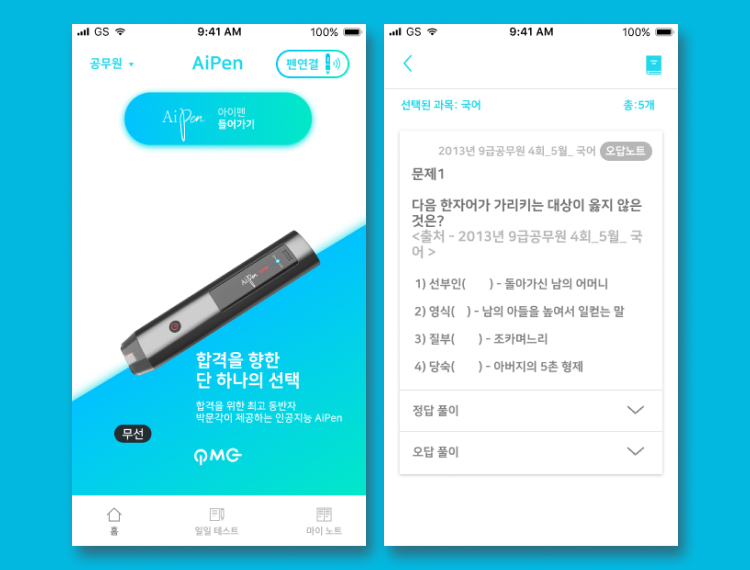 GS 9:41 AM 100%
공무원 AiPen 펜연결
AiPen 아이펜
들어가기
AiPen
합격을 향한
단 하나의 선택
합격을 위한 최고 동반자
박문각이 제공하는 인공지능 AiPen
무선
PMG
홈 일일 테스트 마이 노트
GS 9:41 AM 100%
선택된 과목: 국어 총:5개
2013년 9급공무원 4회_5월_ 국어 오답노트
문제1
다음 한자어가 가리키는 대상이 옳지 않은
것은?
<출처 - 2013년 9급공무원 4회_5월_ 국
어 >
1) 선부인( ) - 돌아가신 남의 어머니
2) 영식( ) - 남의 아들을 높여서 일컫는 말
3) 질부( ) - 조카며느리
4) 당숙( ) - 아버지의 5촌 형제
정답 풀이
오답 풀이